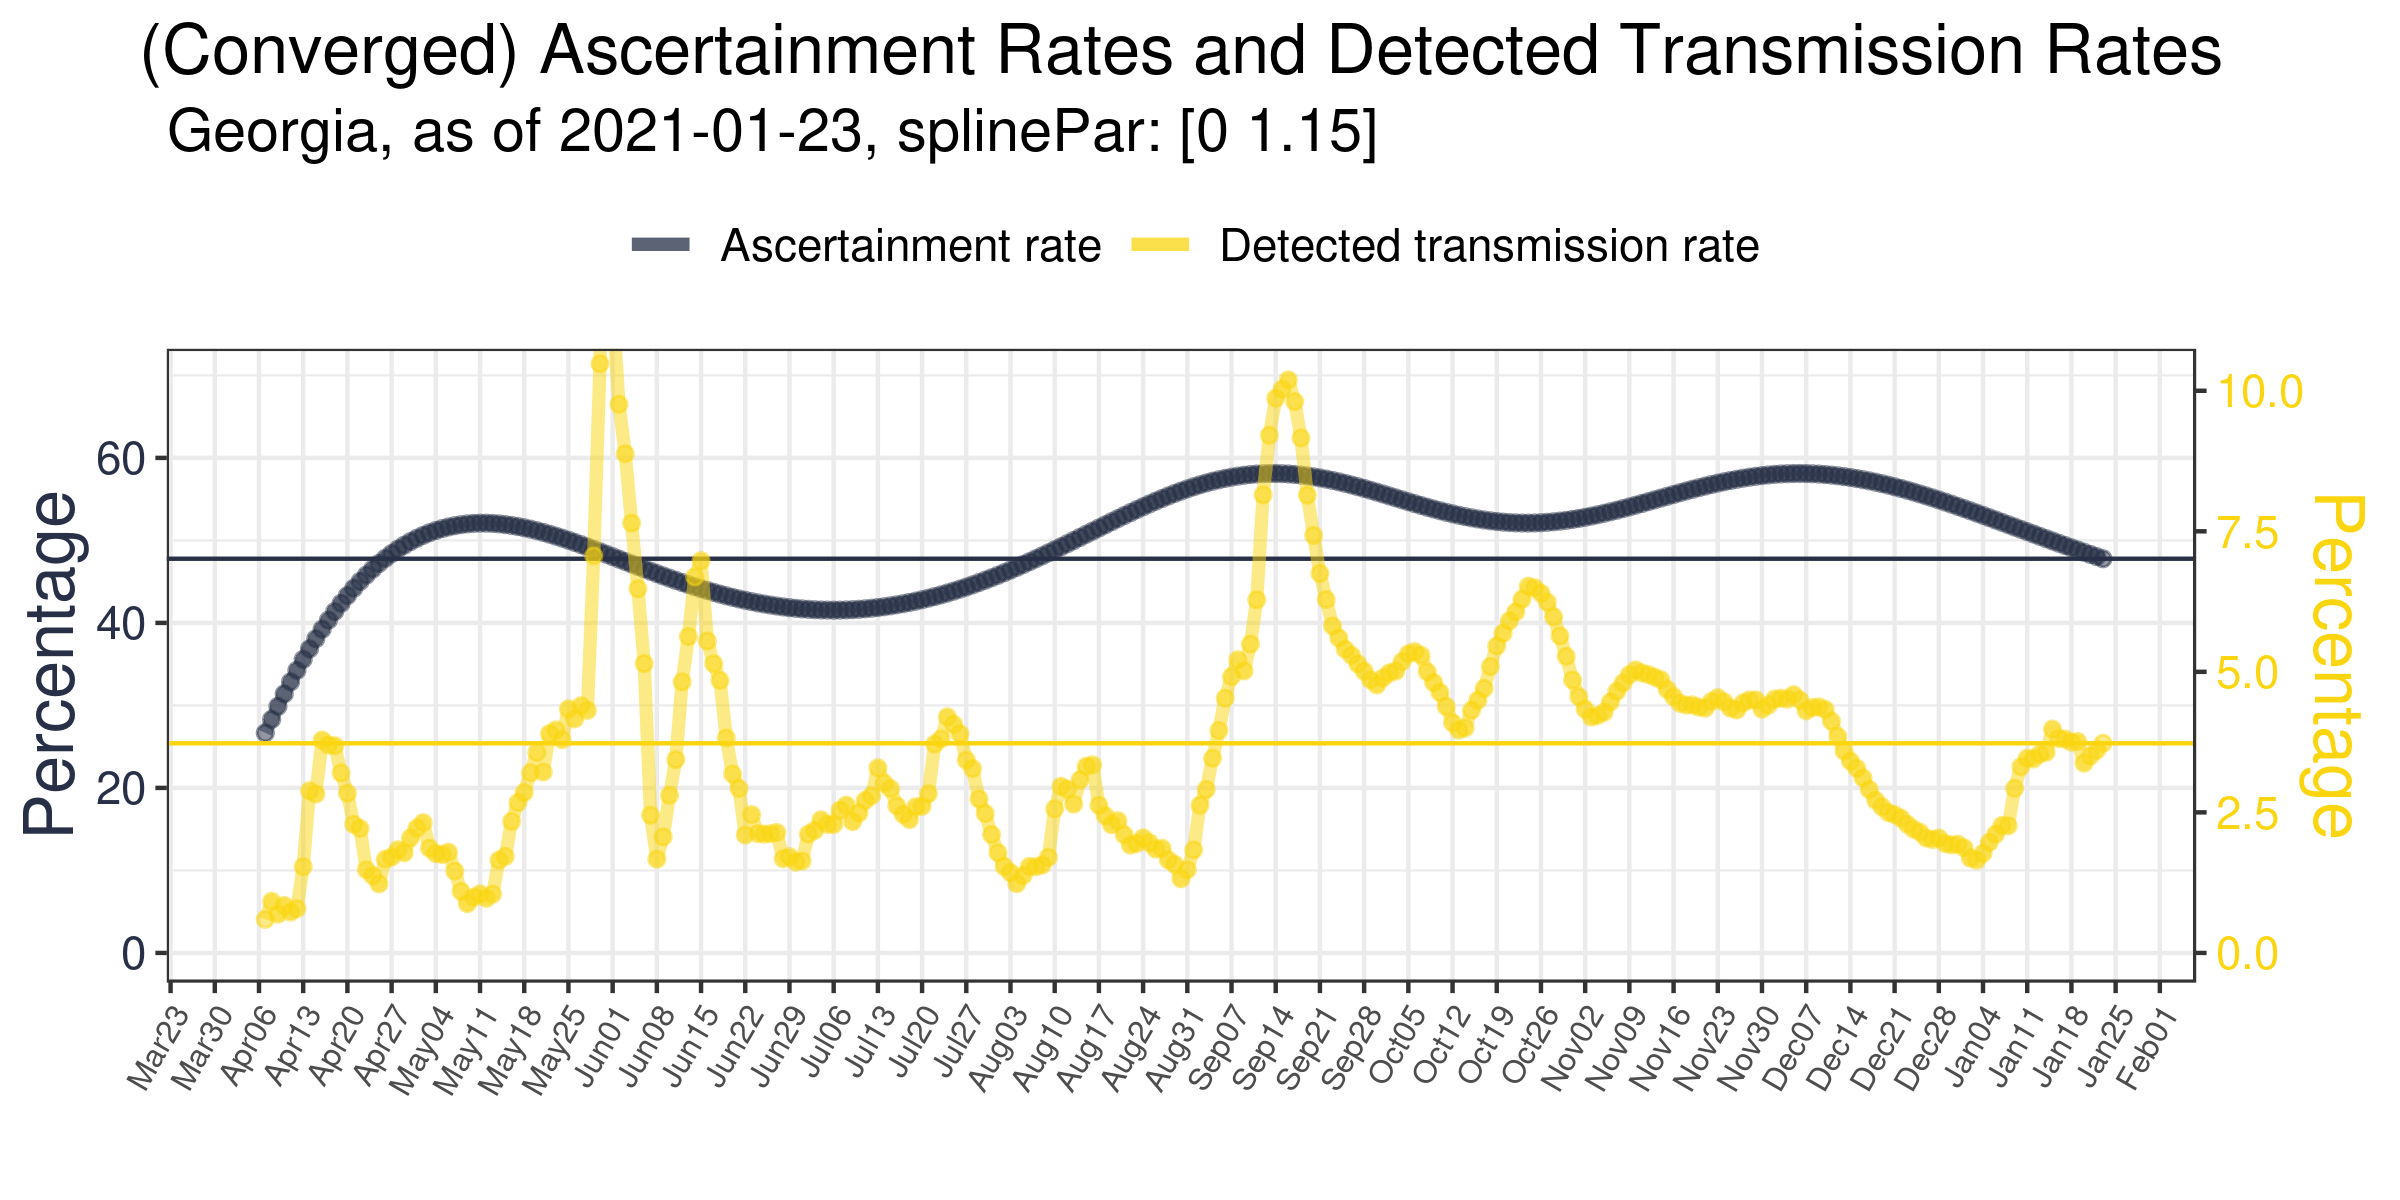 (Converged) Ascertainment Rates and Detected Transmission Rates
Georgia, as of 2021-01-23, splinePar: [0 1.15]
Ascertainment rate
Detected transmission rate
Percentage
60
40
20
0
10.0
7.5
5.0
2.5
0.0
Percentage
Mar23
Mar30
Apr06
Apr13
Apr20
Apr27
May04
May11
May18
May25
Jun01
Jun08
Jun15
Jun22
Jun29
Jul06
Jul13
Jul20
Jul27
Aug03
Aug10
Aug17
Aug24
Aug31
Sep07
Sep14
Sep21
Sep28
Oct05
Oct12
Oct19
Oct26
Nov02
Nov09
Nov16
Nov23
Nov30
Dec07
Dec14
Dec21
Dec28
Jan04
Jan11
Jan18
Jan25
Feb01